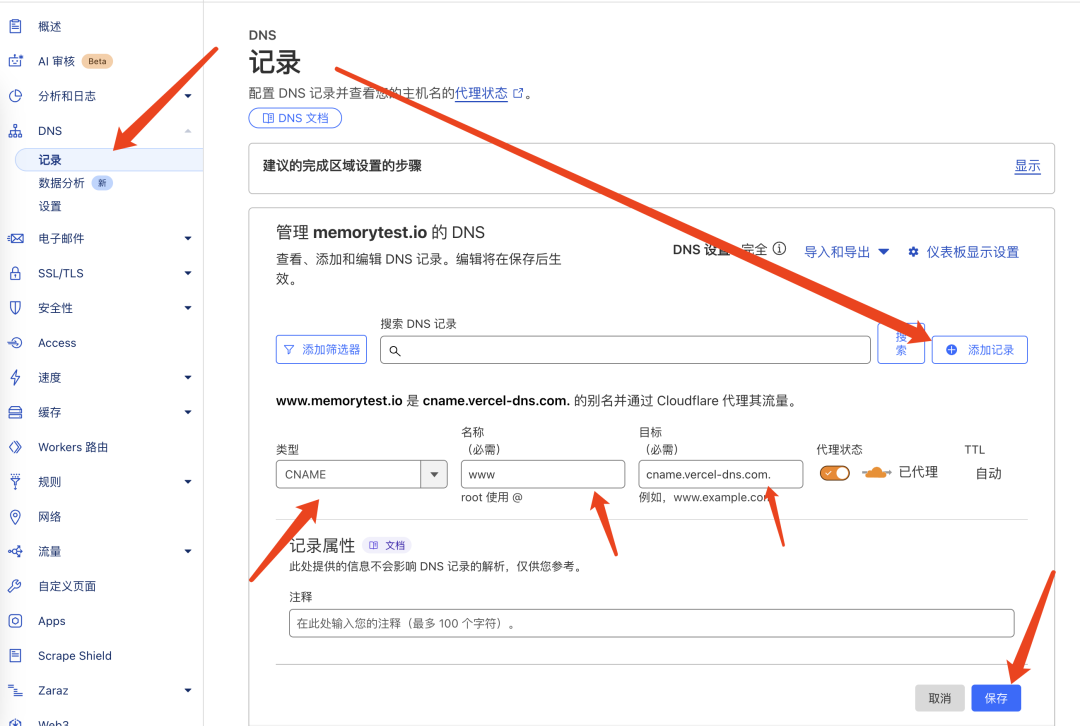 概述
AI 审核 Beta
分析和日志
DNS
记录
数据分析 新
设置
电子邮件
SSL/TLS
安全性
Access
速度
缓存
Workers 路由
规则
网络
流量
自定义页面
Apps
Scrape Shield
Zaraz
Web3
DNS
记录
配置 DNS 记录并查看您的主机名的代理状态。
DNS 文档
建议的完成区域设置的步骤
显示
管理 memorytest.io 的 DNS
查看、添加和编辑 DNS 记录。编辑将在保存后生
效。
DNS 设置 完全
导入和导出
仪表板显示设置
搜索 DNS 记录
添加筛选器
搜
索
添加记录
www.memorytest.io 是 cname.vercel-dns.com. 的别名并通过 Cloudflare 代理其流量。
类型
名称
（必需）
目标
（必需）
代理状态
TTL
CNAME
www
cname.vercel-dns.com.
已代理
自动
root 使用 @
例如，www.example.com
记录属性 文档
此处提供的信息不会影响 DNS 记录的解析，仅供您参考。
注释
在此处输入您的注释（最多 100 个字符）。
取消
保存